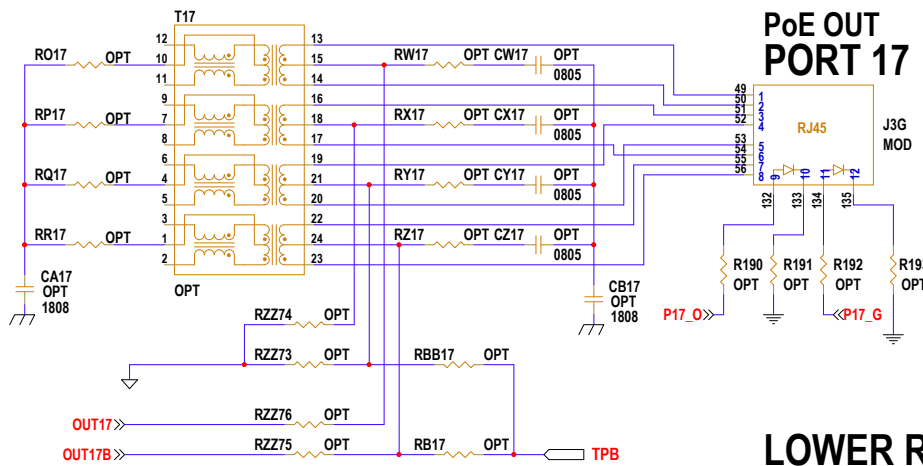 T17
PoE OUT
PORT 17
12 13
RO17 OPT 10 15 RW17 OPT CW17 OPT
11 14 0805
9 16
RP17 OPT 7 18 RX17 OPT CX17 OPT
8 17 0805
6 19
RQ17 OPT 4 21 RY17 OPT CY17 OPT
5 20 0805
3 22
RR17 OPT 1 24 RZ17 OPT CZ17 OPT
2 23 0805
49 1
50 2
51 3
52 4
53 5
54 6
55 7
56 8
RJ45
J3G
MOD
9 10 11 12
132 133 134 135
R190
OPT
R191
OPT
R192
OPT
P17_O
P17_G
CA17
OPT
1808
OPT
CB17
OPT
1808
RZZ74 OPT
RZZ73 OPT RBB17 OPT
OUT17 RZZ76 OPT
OUT17B RZZ75 OPT RB17 OPT TPB
LOWER